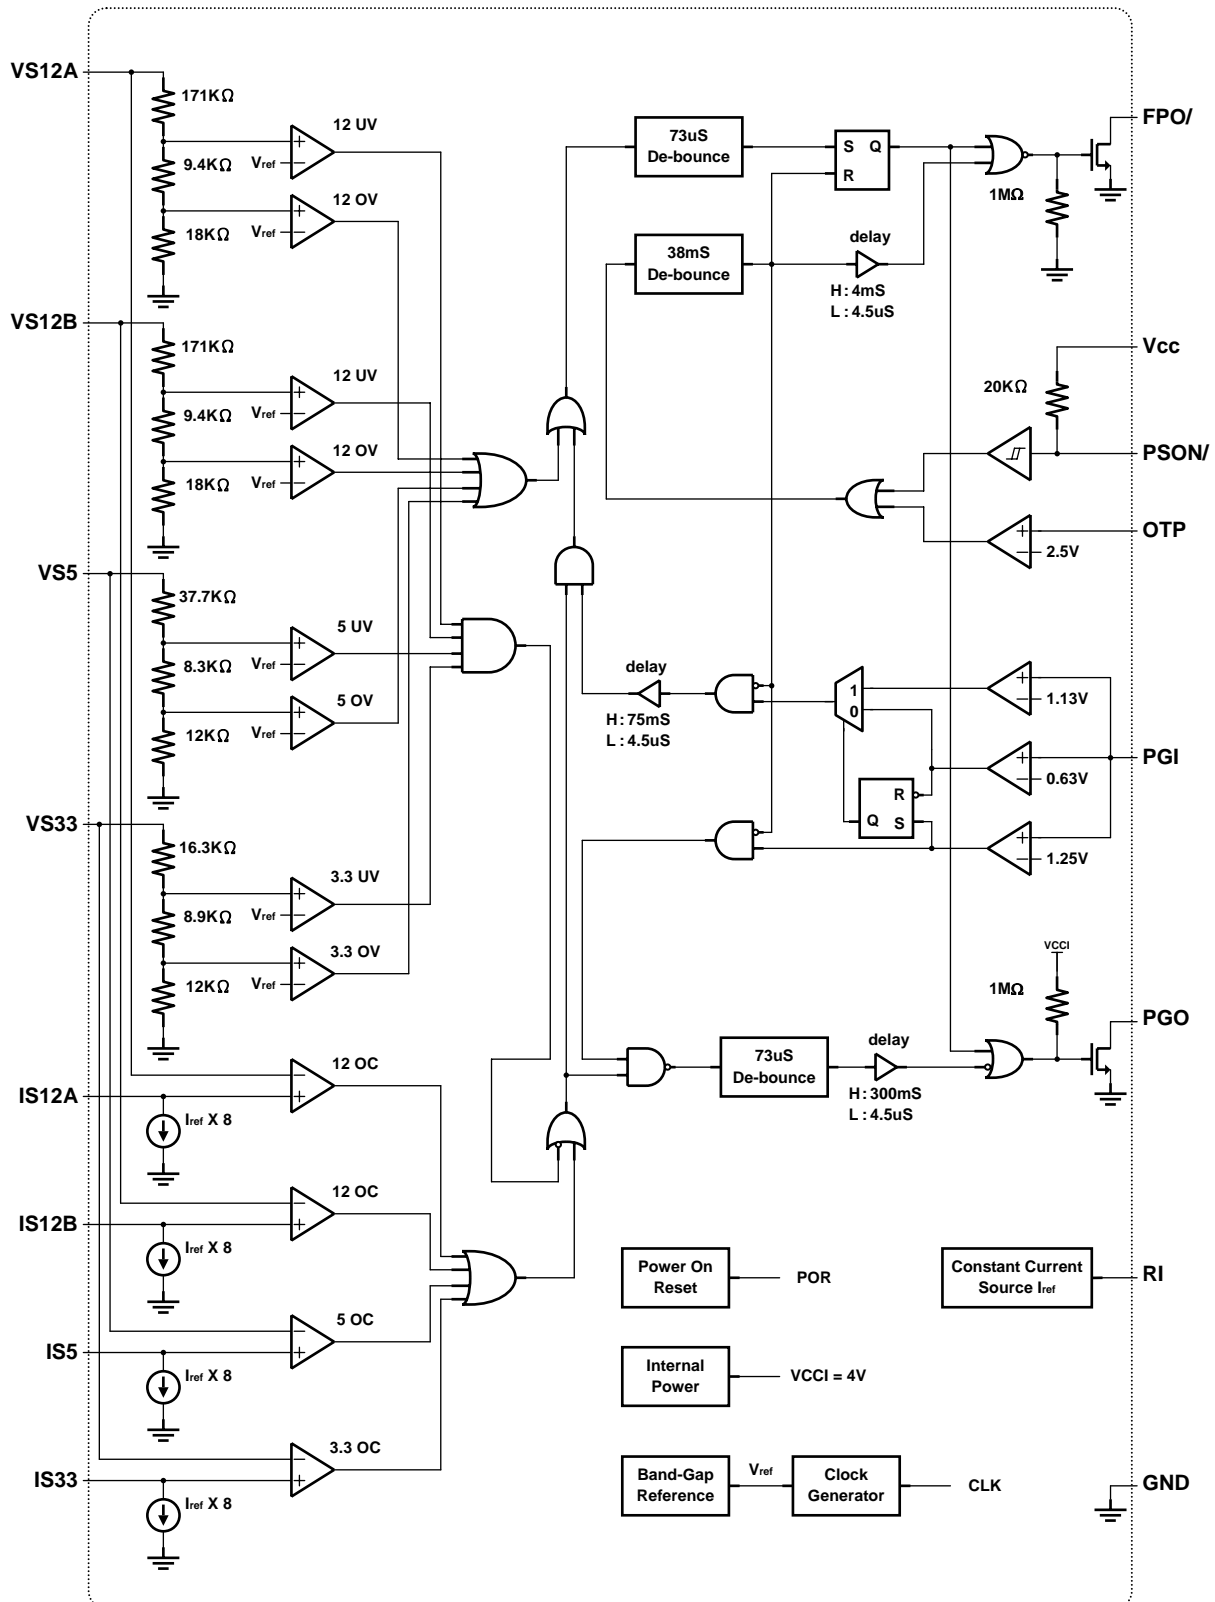 VS12A
171KΩ
12 UV
Vref
9.4KΩ
12 OV
Vref
18KΩ
73uS
De-bounce
S Q
R
FPO/
1MΩ
38mS
De-bounce
delay
H : 4mS
L : 4.5uS
VS12B
171KΩ
12 UV
Vref
9.4KΩ
12 OV
Vref
18KΩ
Vcc
20KΩ
PSON/
OTP
2.5V
VS5
37.7KΩ
5 UV
Vref
8.3KΩ
5 OV
Vref
12KΩ
delay
H : 75mS
L : 4.5uS
1
0
1.13V
PGI
0.63V
R
Q S
1.25V
VS33
16.3KΩ
3.3 UV
Vref
8.9KΩ
3.3 OV
Vref
12KΩ
VCCI
1MΩ
PGO
73uS
De-bounce
delay
H : 300mS
L : 4.5uS
12 OC
IS12A
Iref X 8
12 OC
IS12B
Iref X 8
5 OC
IS5
Iref X 8
3.3 OC
IS33
Iref X 8
Power On
Reset
POR
Constant Current
Source Iref
RI
Internal
Power
VCCI = 4V
Band-Gap
Reference
Vref
Clock
Generator
CLK
GND